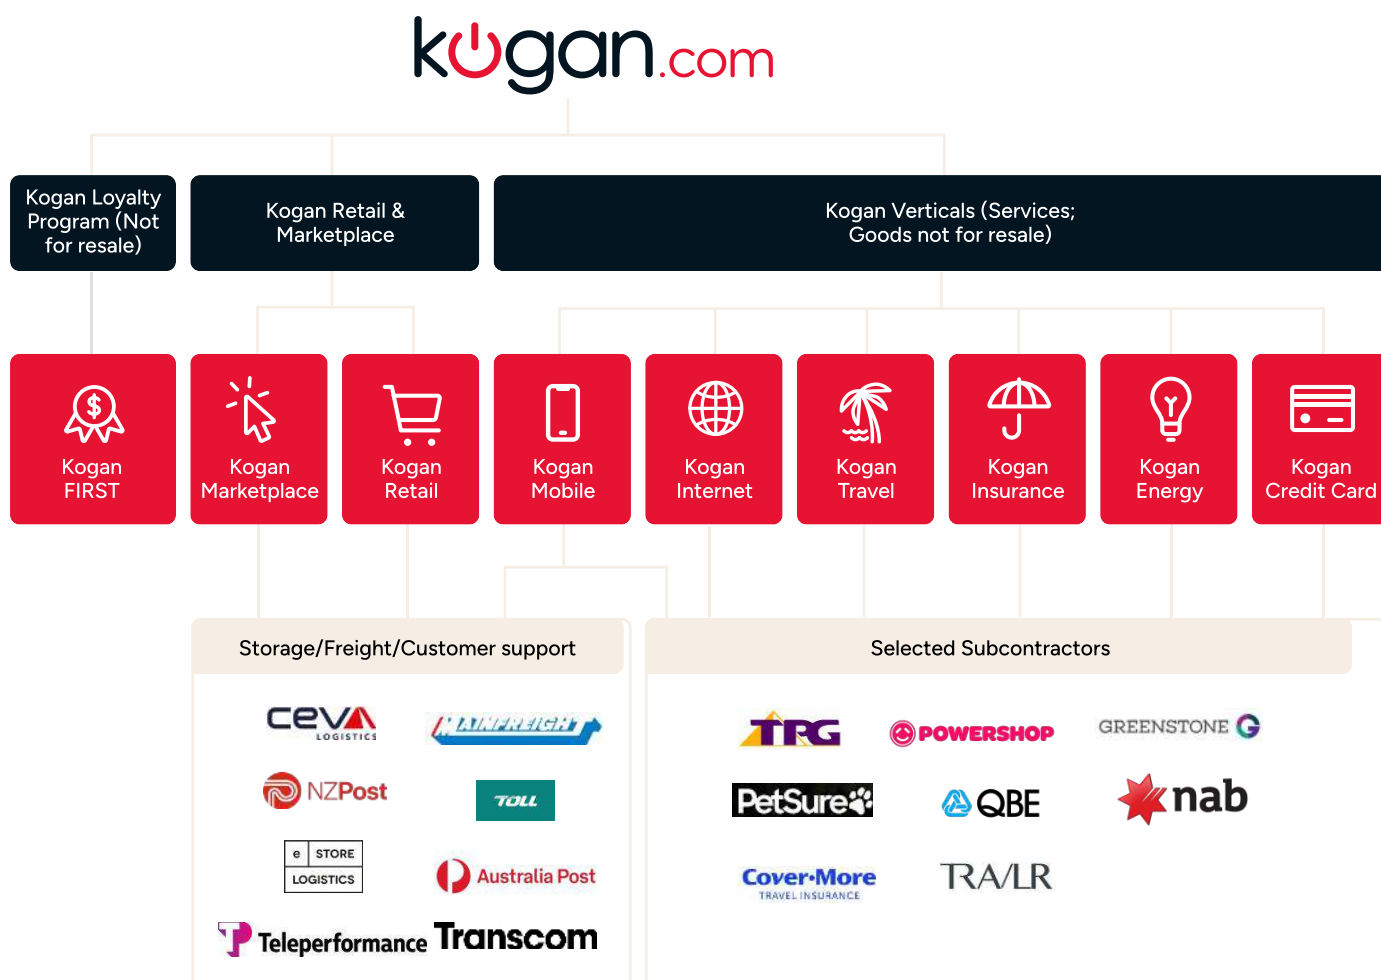 kogan.com
Kogan Loyalty
Program (Not
for resale)
Kogan Retail &
Marketplace
Kogan Verticals (Services;
Goods not for resale)
Kogan
FIRST
Kogan
Marketplace
Kogan
Retail
Kogan
Mobile
Kogan
Internet
Kogan
Travel
Kogan
Insurance
Kogan
Energy
Kogan
Credit Card
Storage/Freight/Customer support
CEVA
LOGISTICS
MAINFREIGHT
NZPost
TOLL
e STORE
LOGISTICS
Australia Post
Teleperformance
Transcom
Selected Subcontractors
TPG
POWERSHOP
GREENSTONE
PetSure
QBE
nab
Cover-More
TRAVEL INSURANCE
TRA/LR